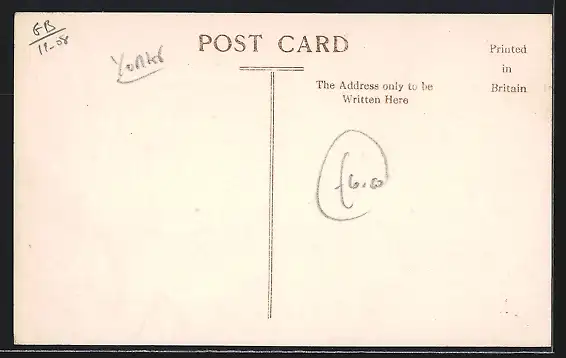 GB
11-08
Yorks
POST CARD
Printed
in
Britain
The Address only to be
Written Here
£6.00